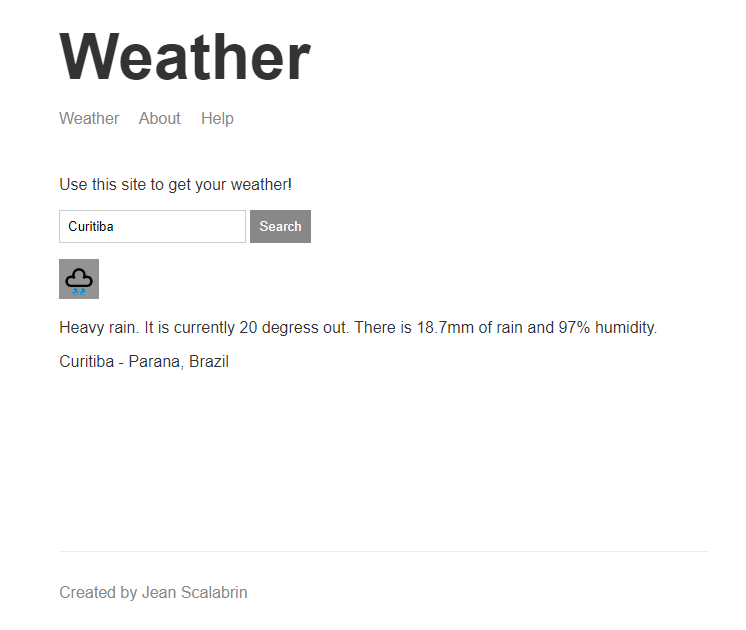 Weather
Weather About Help
Use this site to get your weather!
Curitiba Search
Heavy rain. It is currently 20 degress out. There is 18.7mm of rain and 97% humidity.
Curitiba - Parana, Brazil
Created by Jean Scalabrin